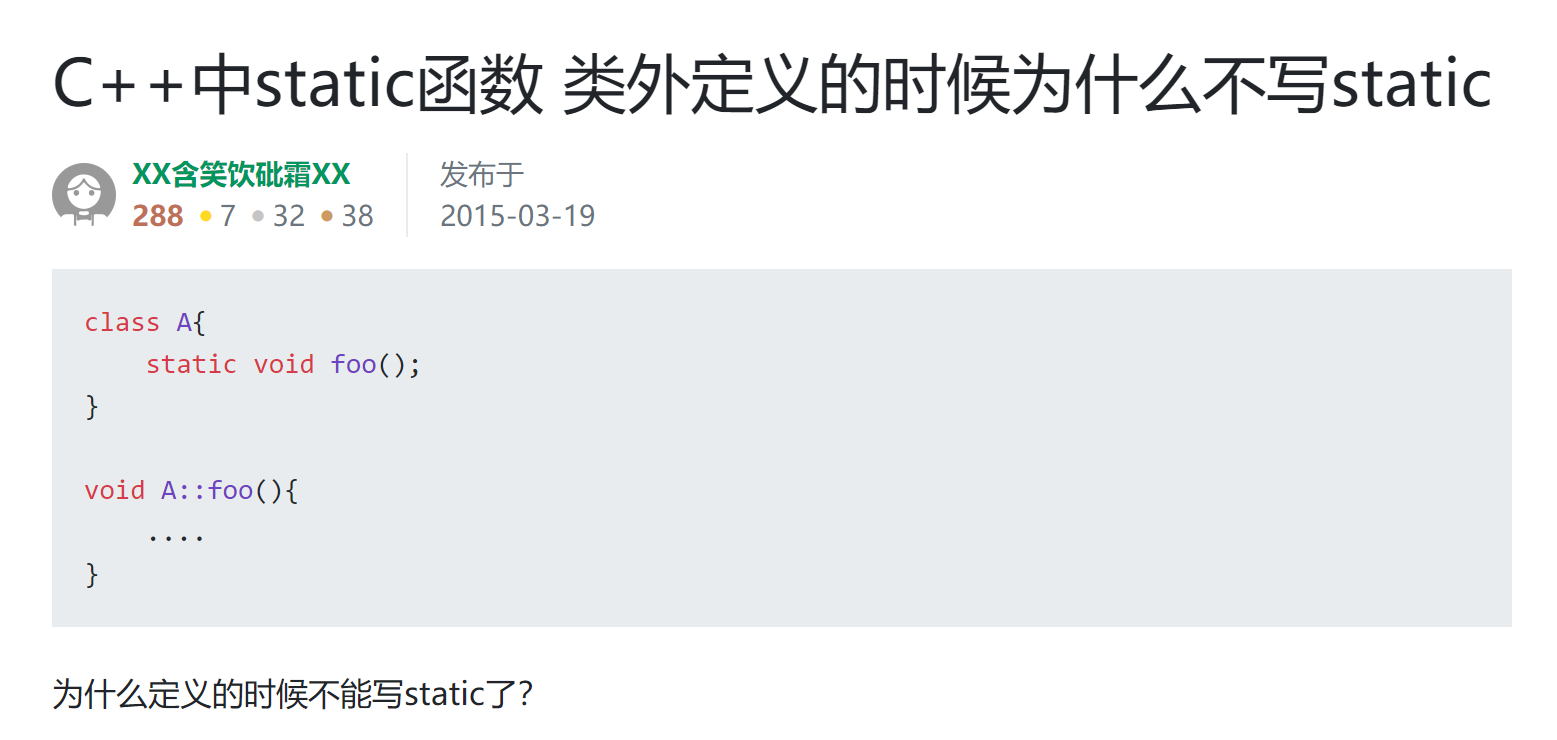 C++中static函数 类外定义的时候为什么不写static
XX含笑饮砒霜XX
288 7 32 38
发布于
2015-03-19
class A{
    static void foo();
}
void A::foo(){
    ....
}
为什么定义的时候不能写static了？